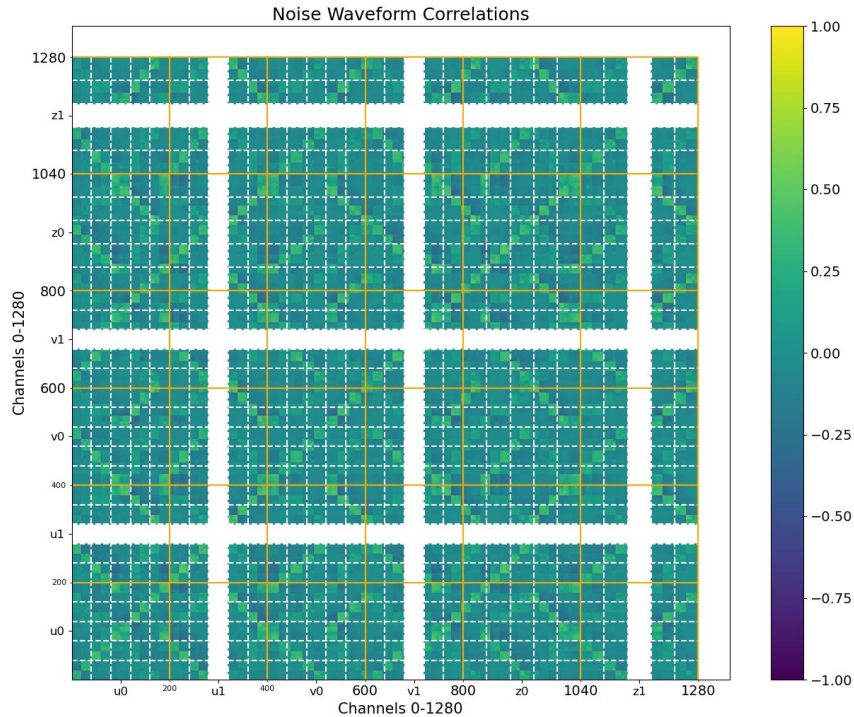 Noise Waveform Correlations
1280
z1
1040
z0
800
v1
600
v0
400
u1
200
u0
Channels 0-1280
u0 200 u1 400 v0 600 v1 800 z0 1040 z1 1280
Channels 0-1280
1.00
0.75
0.50
0.25
0.00
−0.25
−0.50
−0.75
−1.00